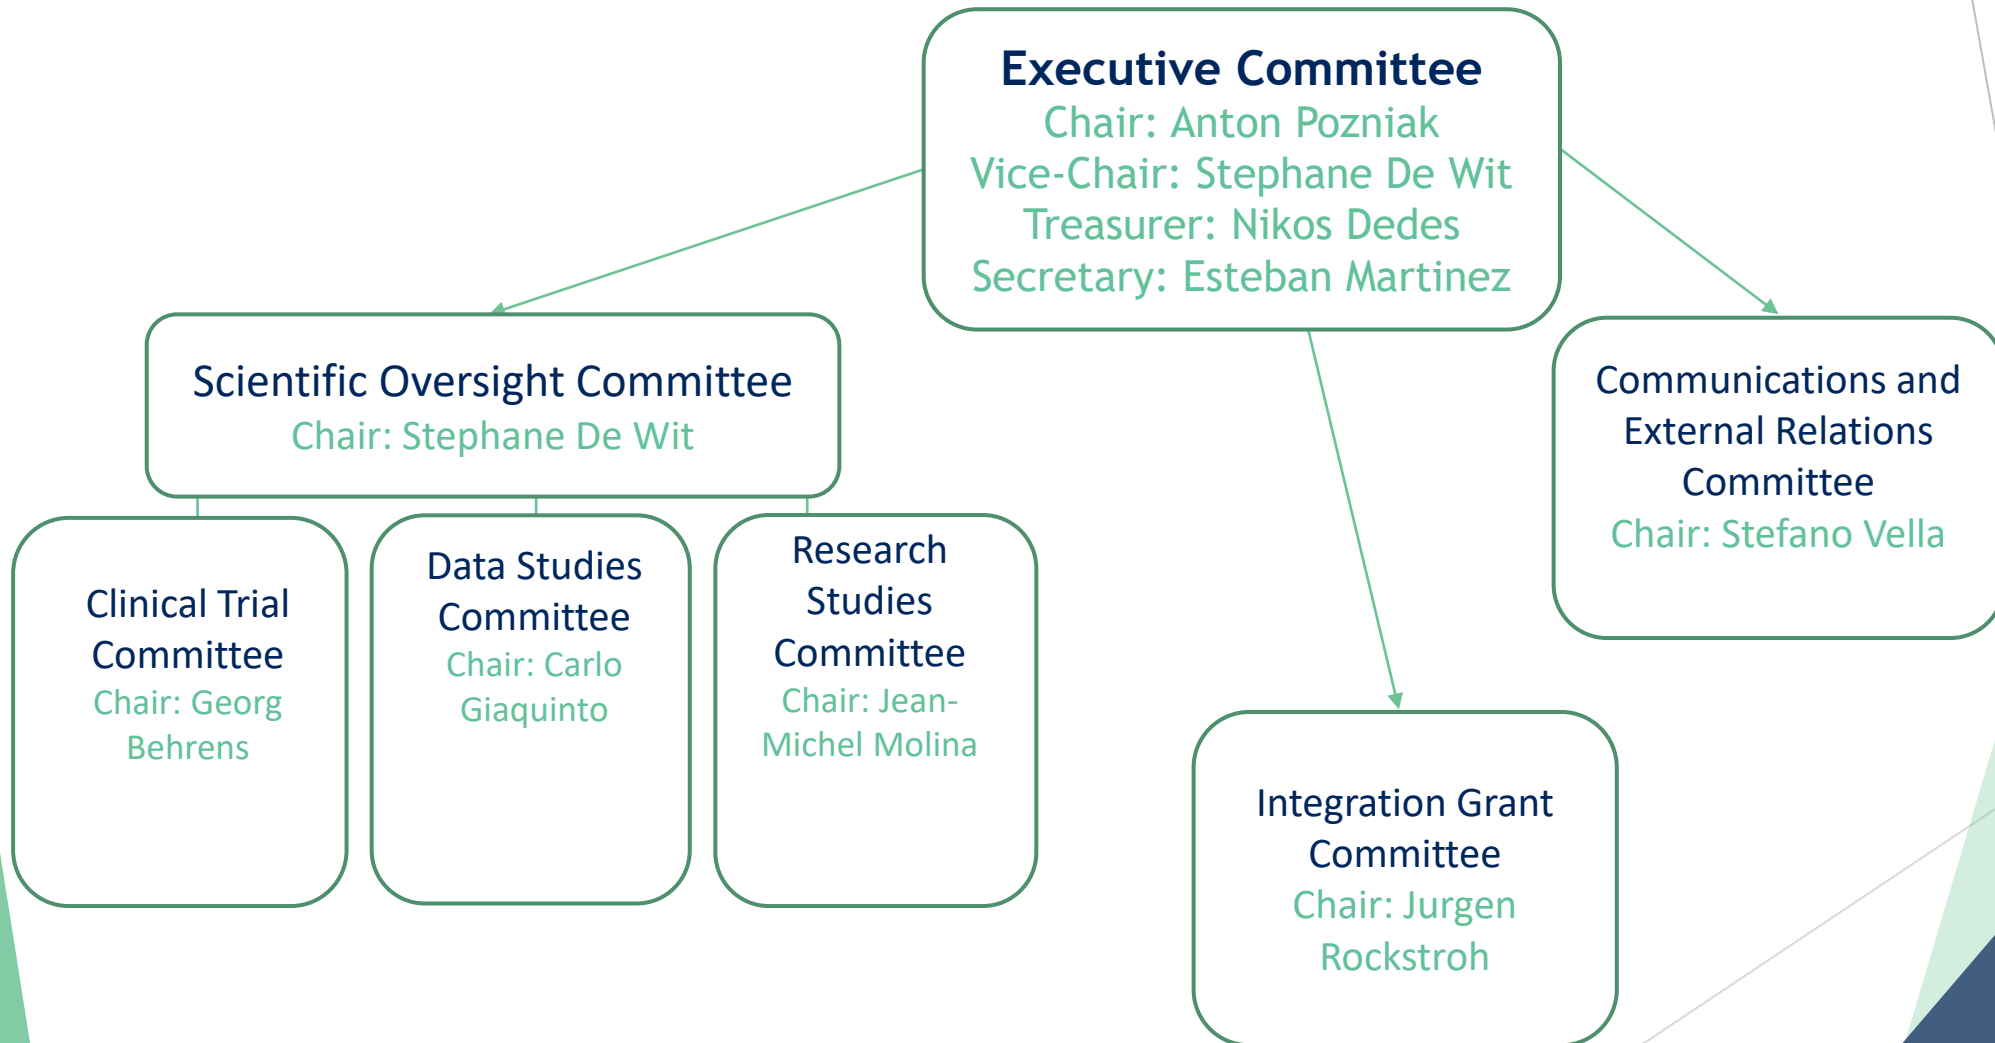 Executive Committee
Chair: Anton Pozniak
Vice-Chair: Stephane De Wit
Treasurer: Nikos Dedes
Secretary: Esteban Martinez
Scientific Oversight Committee
Chair: Stephane De Wit
Communications and
External Relations
Committee
Chair: Stefano Vella
Clinical Trial
Committee
Chair: Georg
Behrens
Data Studies
Committee
Chair: Carlo
Giaquinto
Research
Studies
Committee
Chair: Jean-
Michel Molina
Integration Grant
Committee
Chair: Jurgen
Rockstroh